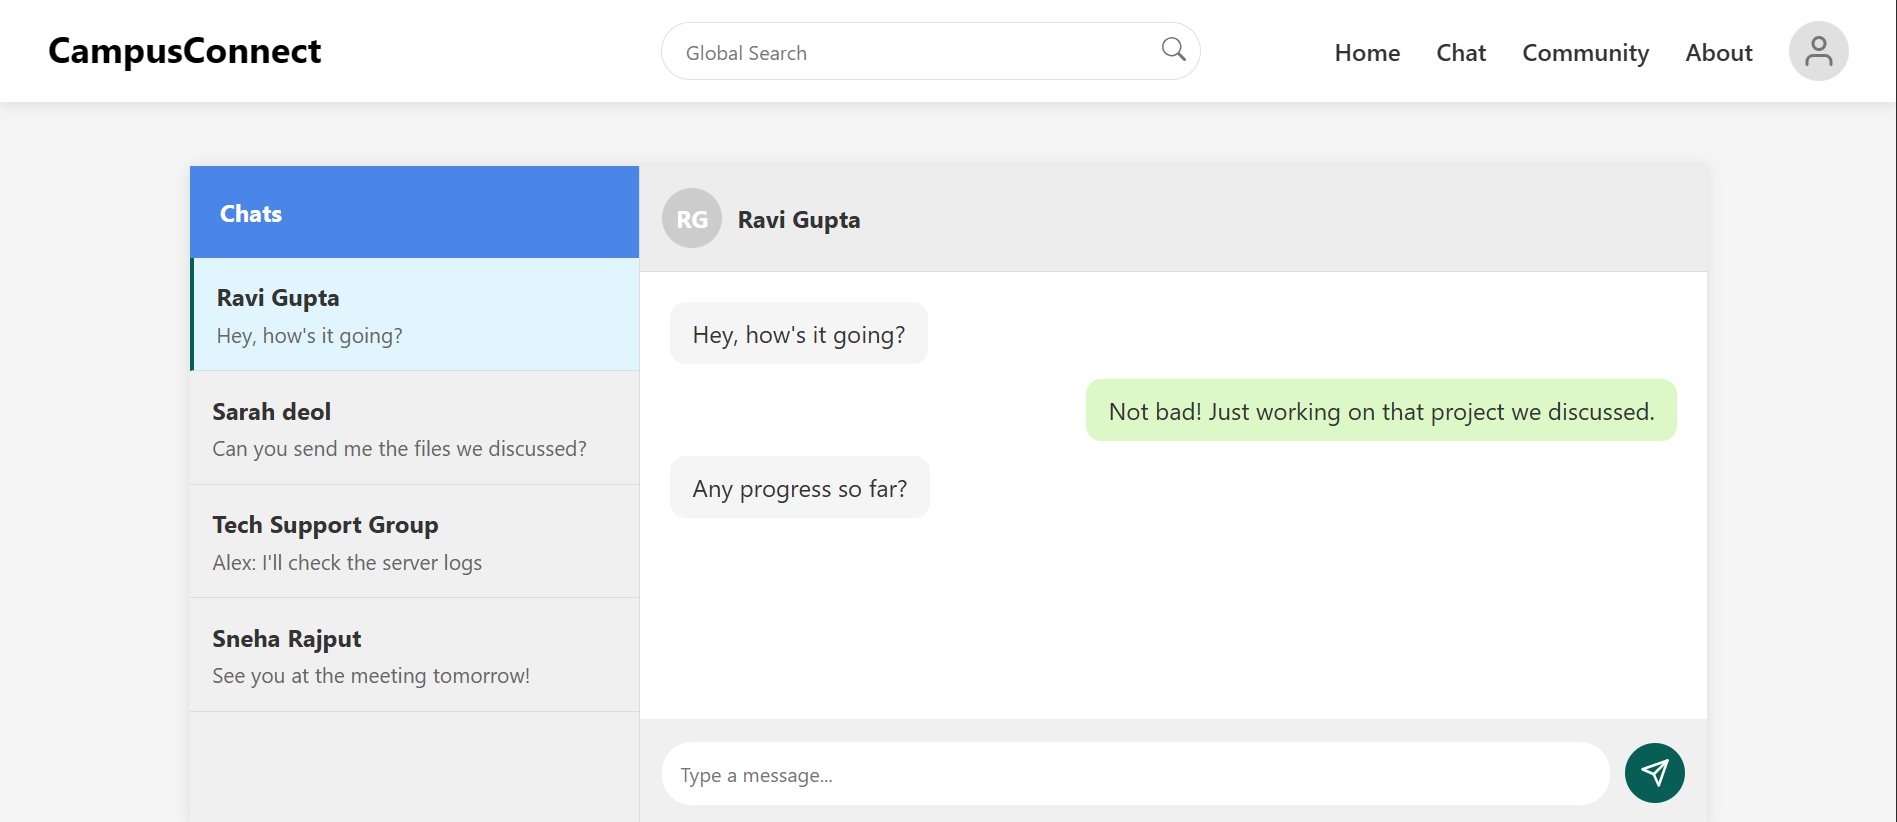 CampusConnect
Global Search
Home Chat Community About
Chats
Ravi Gupta
Hey, how's it going?
Sarah deol
Can you send me the files we discussed?
Tech Support Group
Alex: I'll check the server logs
Sneha Rajput
See you at the meeting tomorrow!
RG Ravi Gupta
Hey, how's it going?
Not bad! Just working on that project we discussed.
Any progress so far?
Type a message...